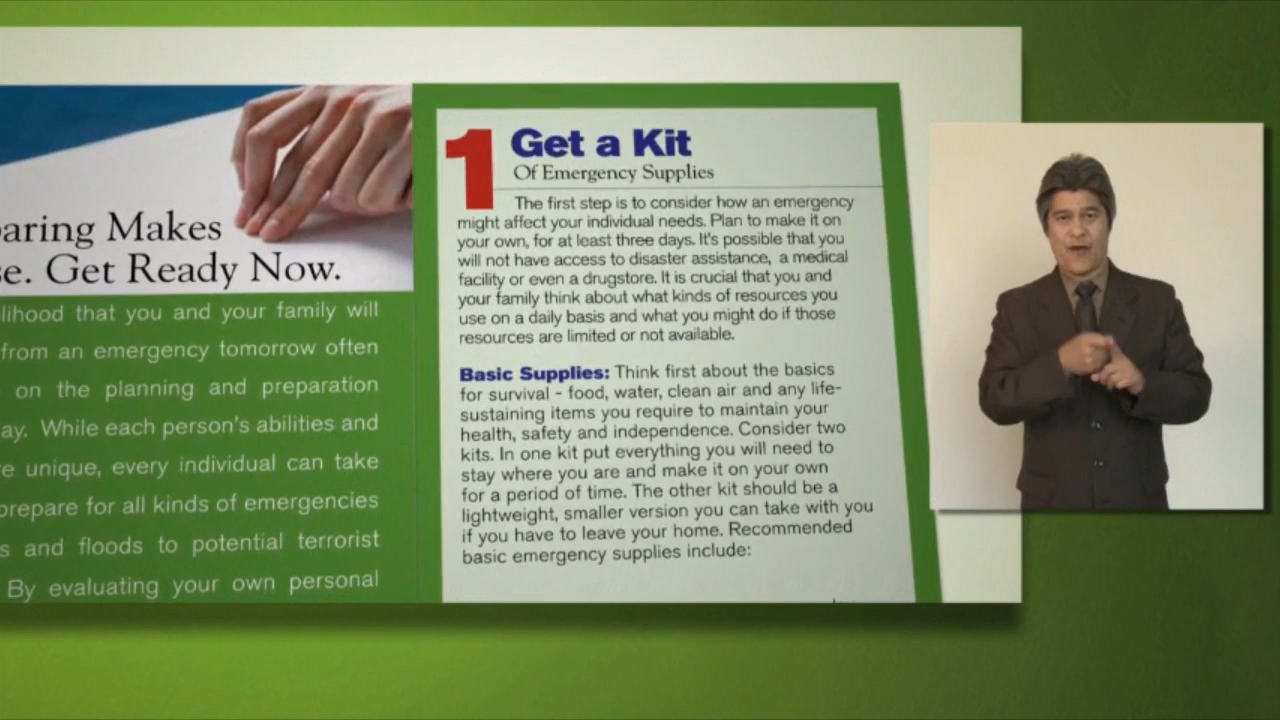 paring Makes
se. Get Ready Now.
lihood that you and your family will
from an emergency tomorrow often
on the planning and preparation
ay. While each person's abilities and
re unique, every individual can take
prepare for all kinds of emergencies
s and floods to potential terrorist
By evaluating your own personal
1 Get a Kit
Of Emergency Supplies
The first step is to consider how an emergency
might affect your individual needs. Plan to make it on
your own, for at least three days. It's possible that you
will not have access to disaster assistance, a medical
facility or even a drugstore. It is crucial that you and
your family think about what kinds of resources you
use on a daily basis and what you might do if those
resources are limited or not available.
Basic Supplies: Think first about the basics
for survival - food, water, clean air and any life-
sustaining items you require to maintain your
health, safety and independence. Consider two
kits. In one kit put everything you will need to
stay where you are and make it on your own
for a period of time. The other kit should be a
lightweight, smaller version you can take with you
if you have to leave your home. Recommended
basic emergency supplies include: